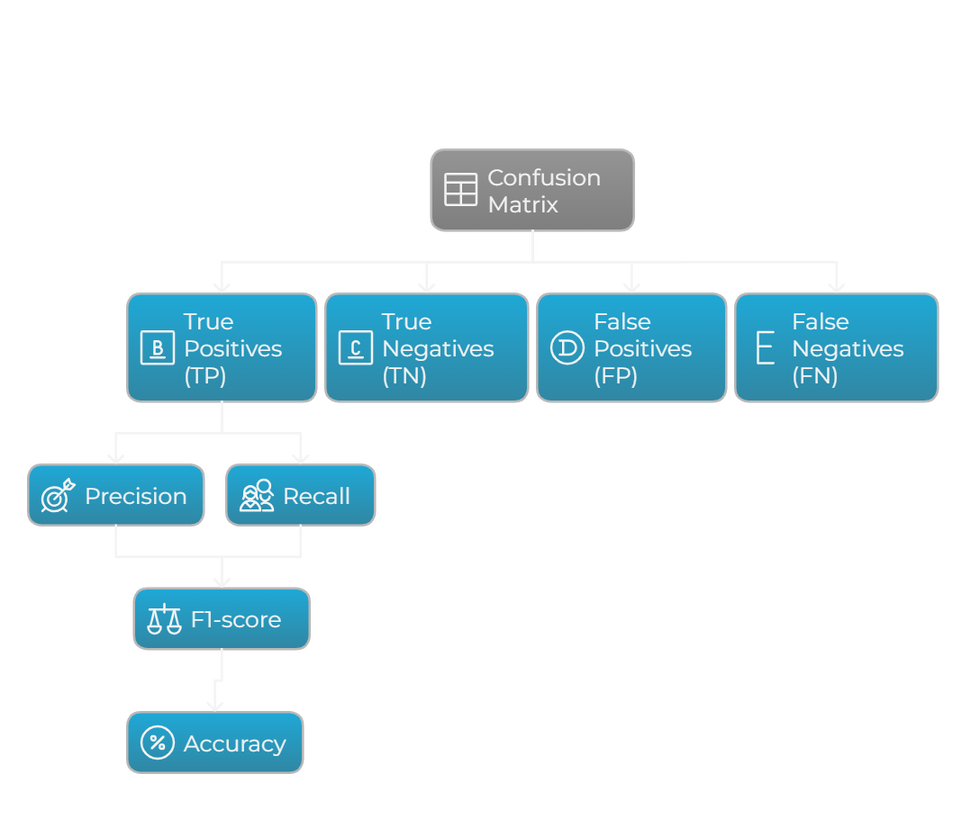 Confusion
Matrix
B
True
Positives
(TP)
C
True
Negatives
(TN)
D
False
Positives
(FP)
E
False
Negatives
(FN)
Precision
Recall
F1-score
%
Accuracy